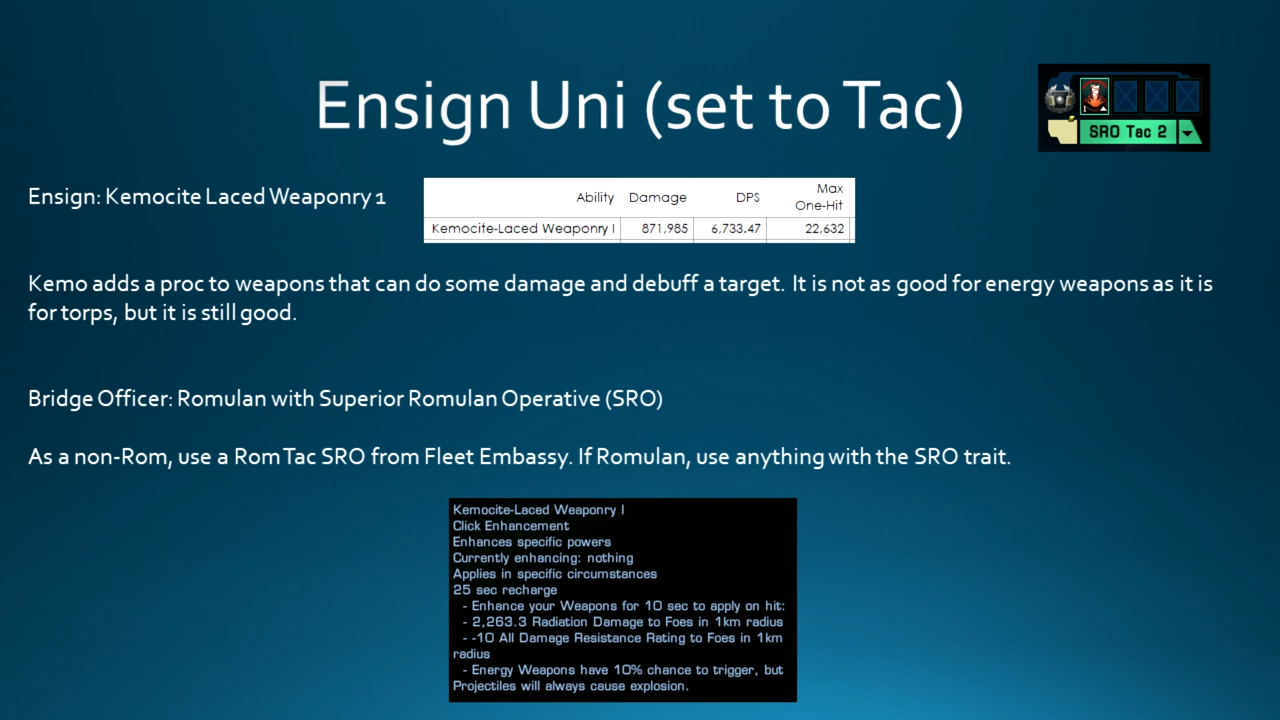 Ensign Uni (set to Tac)
SRO Tac 2
Ensign: Kemocite Laced Weaponry 1
Ability Damage DPS Max One-Hit
Kemocite-Laced Weaponry I 871,985 6,733.47 22,632
Kemo adds a proc to weapons that can do some damage and debuff a target. It is not as good for energy weapons as it is
for torps, but it is still good.
Bridge Officer: Romulan with Superior Romulan Operative (SRO)
As a non-Rom, use a Rom Tac SRO from Fleet Embassy. If Romulan, use anything with the SRO trait.
Kemocite-Laced Weaponry I
Click Enhancement
Enhances specific powers
Currently enhancing: nothing
Applies in specific circumstances
25 sec recharge
- Enhance your Weapons for 10 sec to apply on hit:
- 2,263.3 Radiation Damage to Foes in 1km radius
- -10 All Damage Resistance Rating to Foes in 1km
radius
- Energy Weapons have 10% chance to trigger, but
Projectiles will always cause explosion.